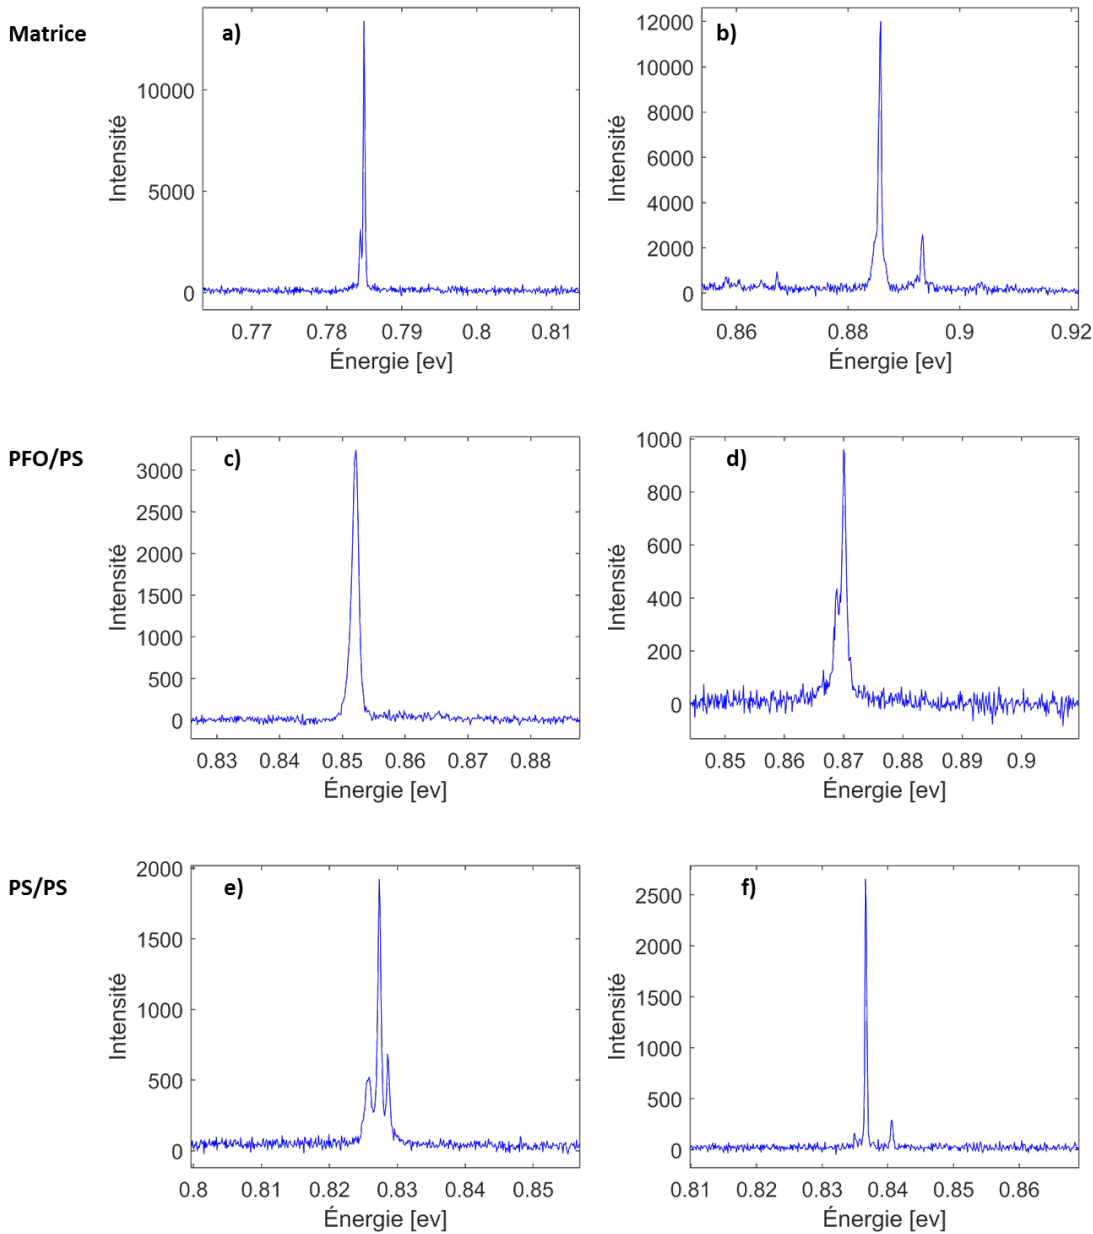 Matrice
a)
10000
5000
0
Intensité
0.77 0.78 0.79 0.8 0.81
Énergie [ev]
b)
12000
10000
8000
6000
4000
2000
0
Intensité
0.86 0.88 0.9 0.92
Énergie [ev]
PFO/PS
c)
3000
2500
2000
1500
1000
500
0
Intensité
0.83 0.84 0.85 0.86 0.87 0.88
Énergie [ev]
d)
1000
800
600
400
200
0
Intensité
0.85 0.86 0.87 0.88 0.89 0.9
Énergie [ev]
PS/PS
e)
2000
1500
1000
500
0
Intensité
0.8 0.81 0.82 0.83 0.84 0.85
Énergie [ev]
f)
2500
2000
1500
1000
500
0
Intensité
0.81 0.82 0.83 0.84 0.85 0.86
Énergie [ev]